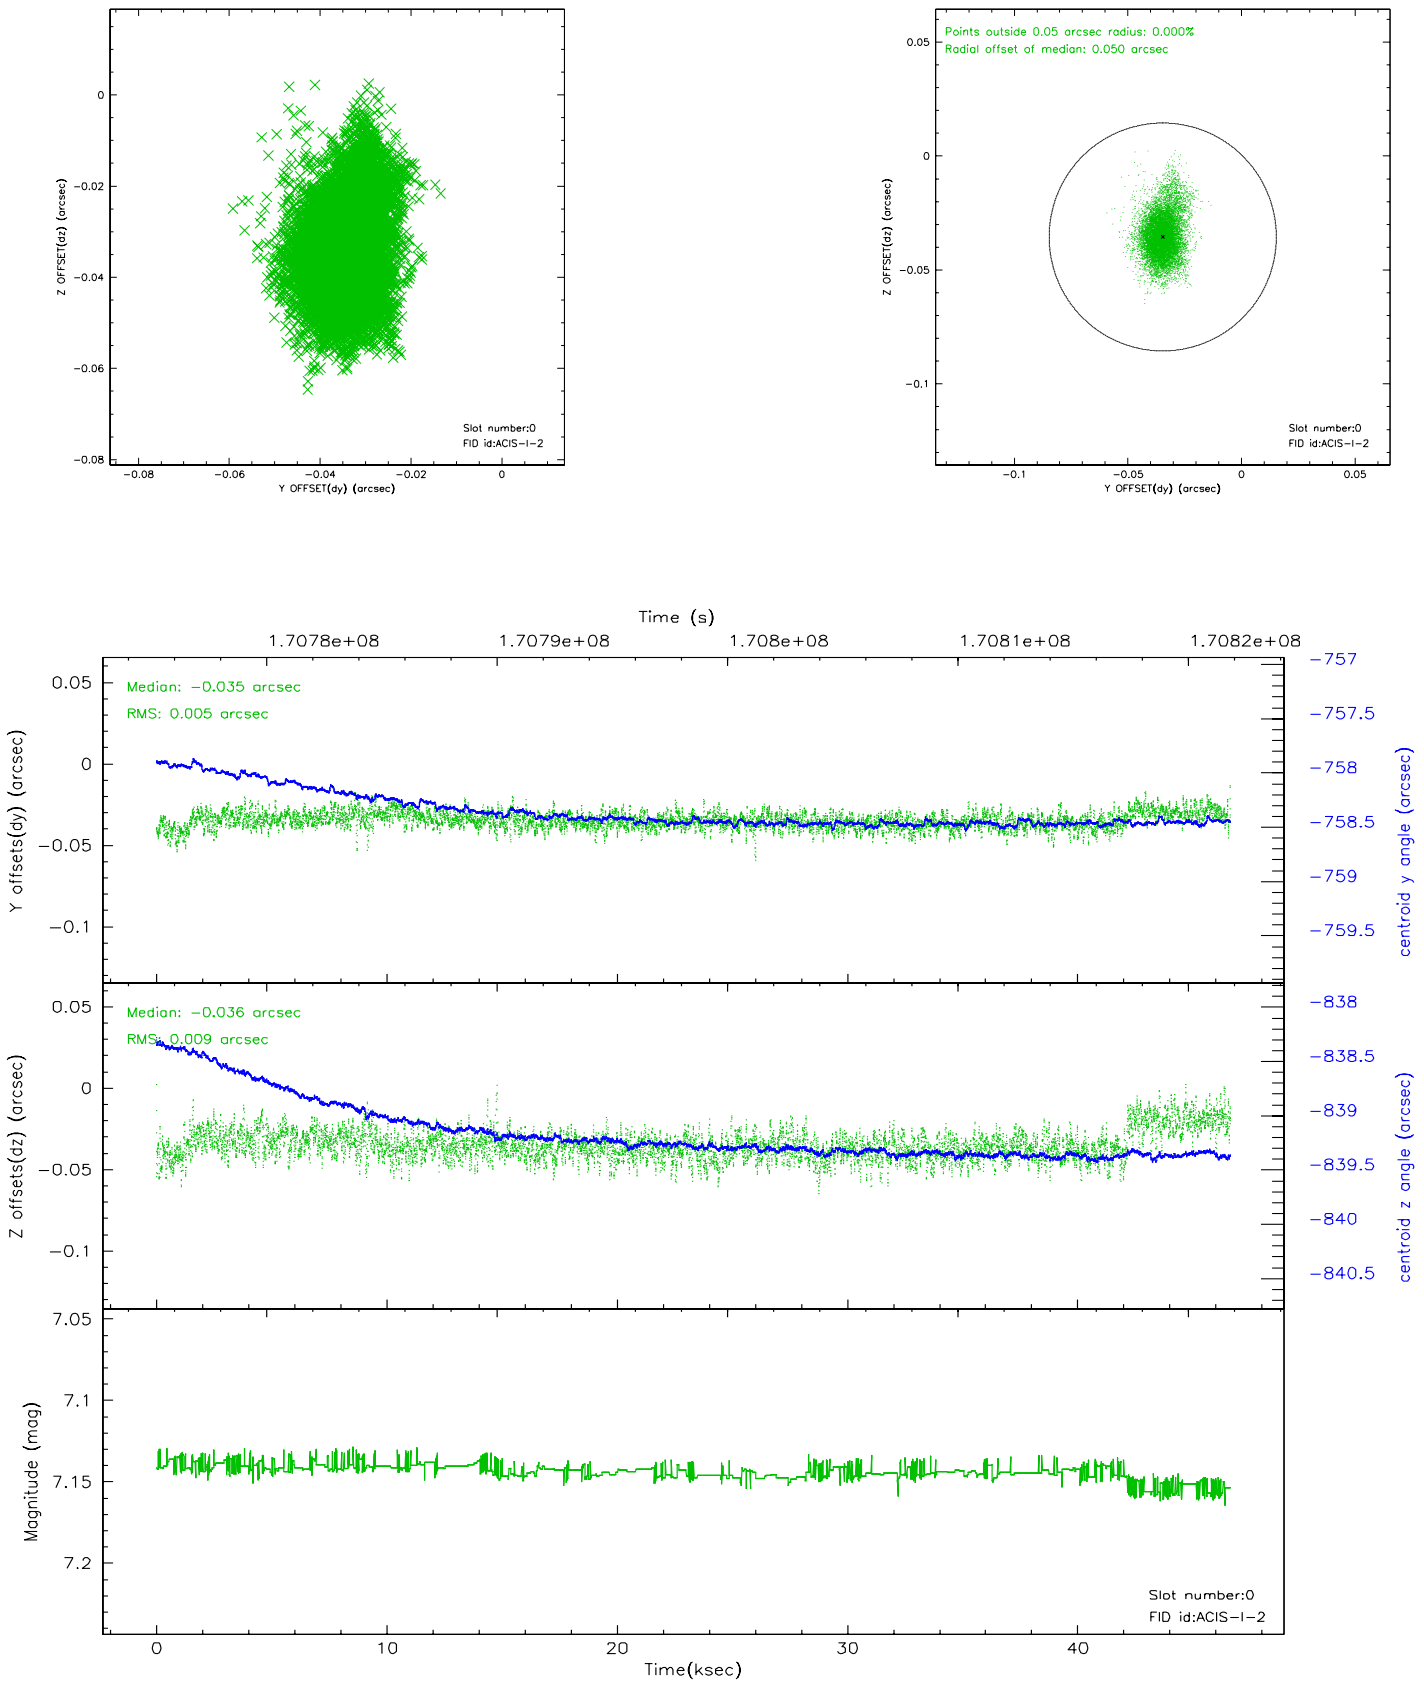 0
−0.02
−0.04
−0.06
−0.08
Z OFFSET(dz) (arcsec)
Slot number:0
FID id:ACIS−I−2
−0.08 −0.06 −0.04 −0.02 0
Y OFFSET(dy) (arcsec)
Points outside 0.05 arcsec radius: 0.000%
Radial offset of median: 0.050 arcsec
0.05
0
−0.05
−0.1
Z OFFSET(dz) (arcsec)
Slot number:0
FID id:ACIS−I−2
−0.1 −0.05 0 0.05
Y OFFSET(dy) (arcsec)
Time (s)
1.7078e+08 1.7079e+08 1.708e+08 1.7081e+08 1.7082e+08
Median: −0.035 arcsec
RMS: 0.005 arcsec
0.05
0
−0.05
−0.1
Y offsets(dy) (arcsec)
−757
−757.5
−758
−758.5
−759
−759.5
centroid y angle (arcsec)
Median: −0.036 arcsec
RMS: 0.009 arcsec
0.05
0
−0.05
−0.1
Z offsets(dz) (arcsec)
−838
−838.5
−839
−839.5
−840
−840.5
centroid z angle (arcsec)
7.05
7.1
7.15
7.2
Magnitude (mag)
Slot number:0
FID id:ACIS−I−2
0 10 20 30 40
Time(ksec)